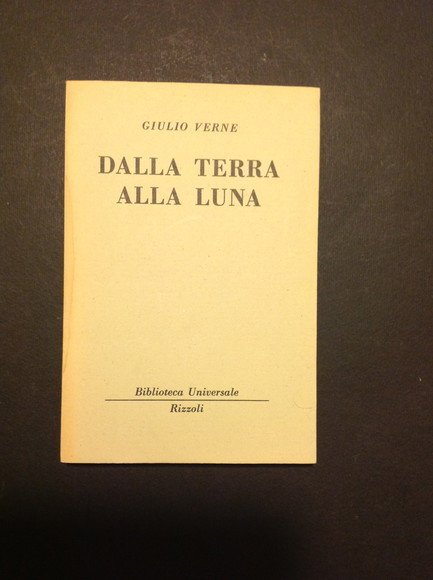 GIULIO VERNE
DALLA TERRA
ALLA LUNA
Biblioteca Universale
Rizzoli